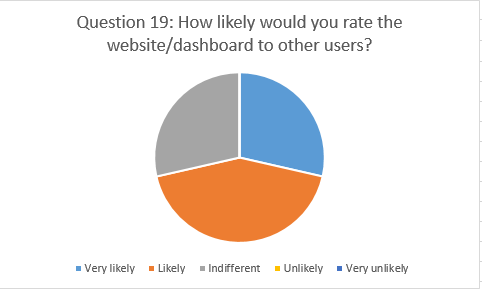 Question 19: How likely would you rate the
website/dashboard to other users?
Very likely Likely Indifferent Unlikely Very unlikely